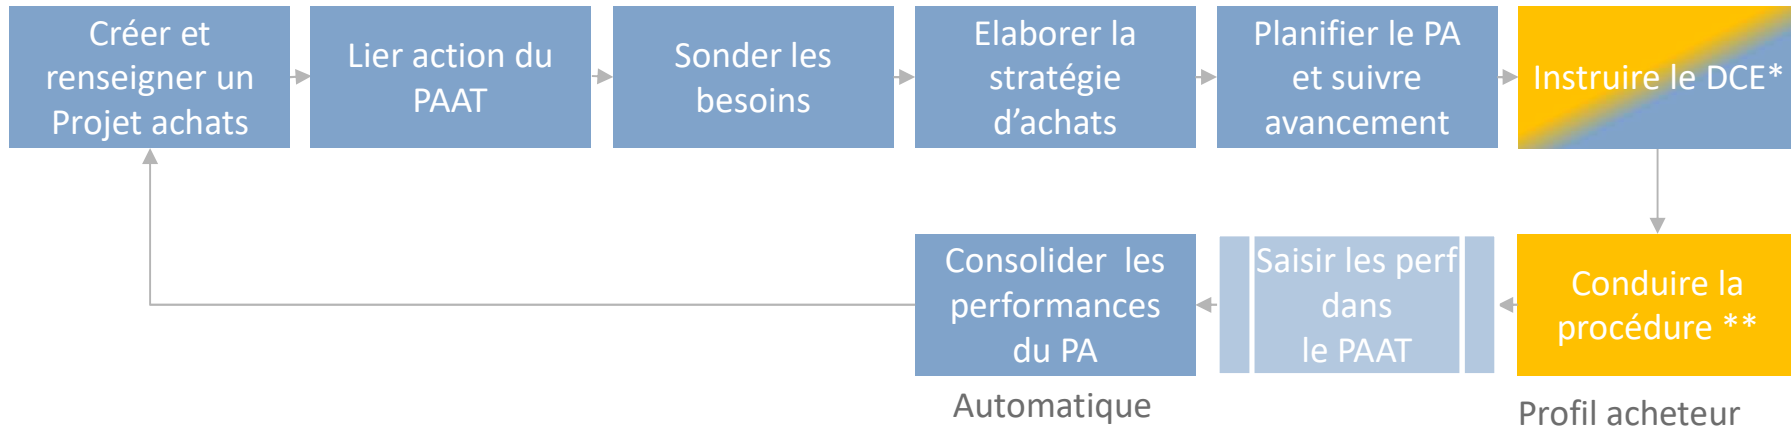 Créer et
renseigner un
Projet achats
Lier action du
PAAT
Sonder les
besoins
Elaborer la
stratégie
d’achats
Planifier le PA
et suivre
avancement
Instruire le DCE*
Consolider les
performances
du PA
Saisir les perf
dans
le PAAT
Conduire la
procédure **
Automatique
Profil acheteur